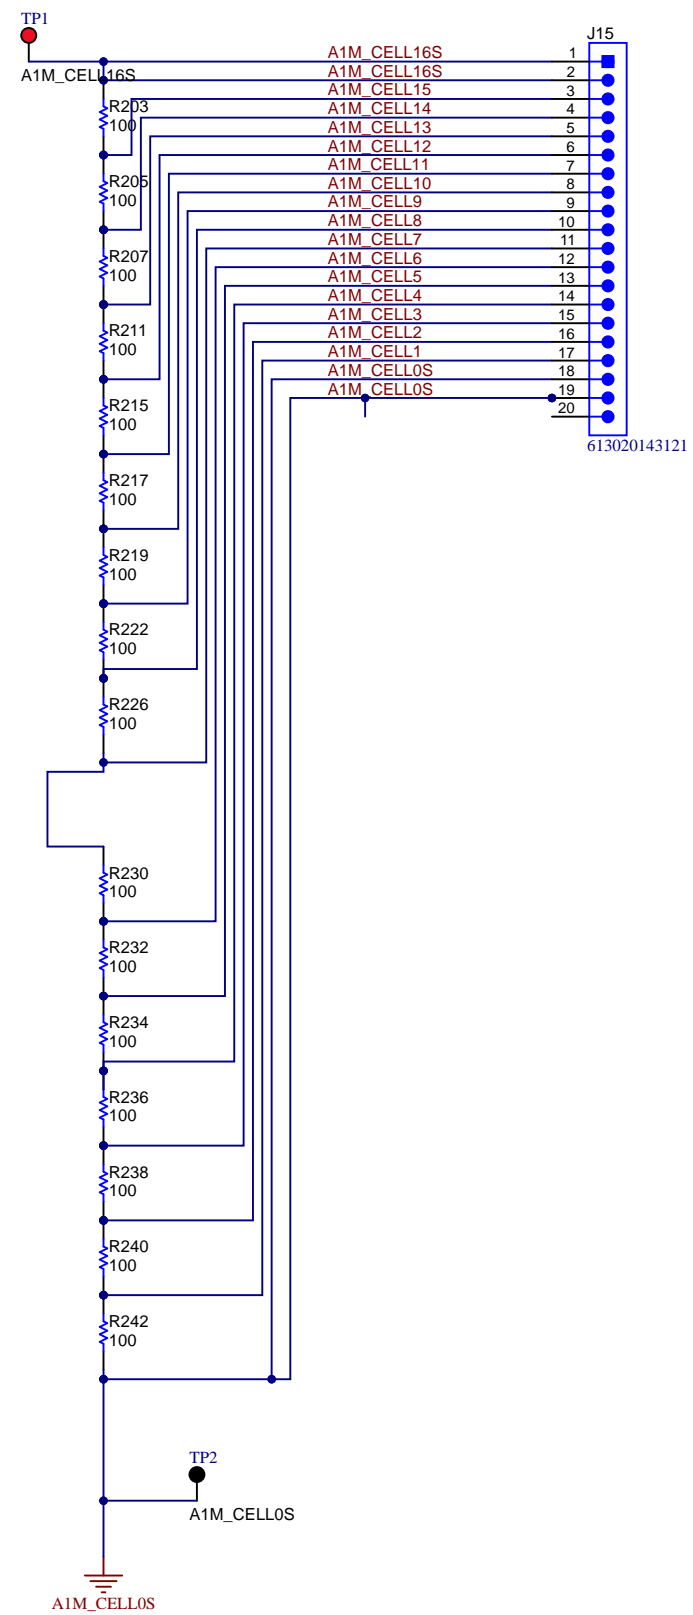 TP1
A1M_CELL16S
J15
A1M_CELL16S 1
A1M_CELL16S 2
A1M_CELL15 3
A1M_CELL14 4
A1M_CELL13 5
A1M_CELL12 6
A1M_CELL11 7
A1M_CELL10 8
A1M_CELL9 9
A1M_CELL8 10
A1M_CELL7 11
A1M_CELL6 12
A1M_CELL5 13
A1M_CELL4 14
A1M_CELL3 15
A1M_CELL2 16
A1M_CELL1 17
A1M_CELL0S 18
A1M_CELL0S 19
20
613020143121
R203
100
R205
100
R207
100
R211
100
R215
100
R217
100
R219
100
R222
100
R226
100
R230
100
R232
100
R234
100
R236
100
R238
100
R240
100
R242
100
TP2
A1M_CELL0S
A1M_CELL0S